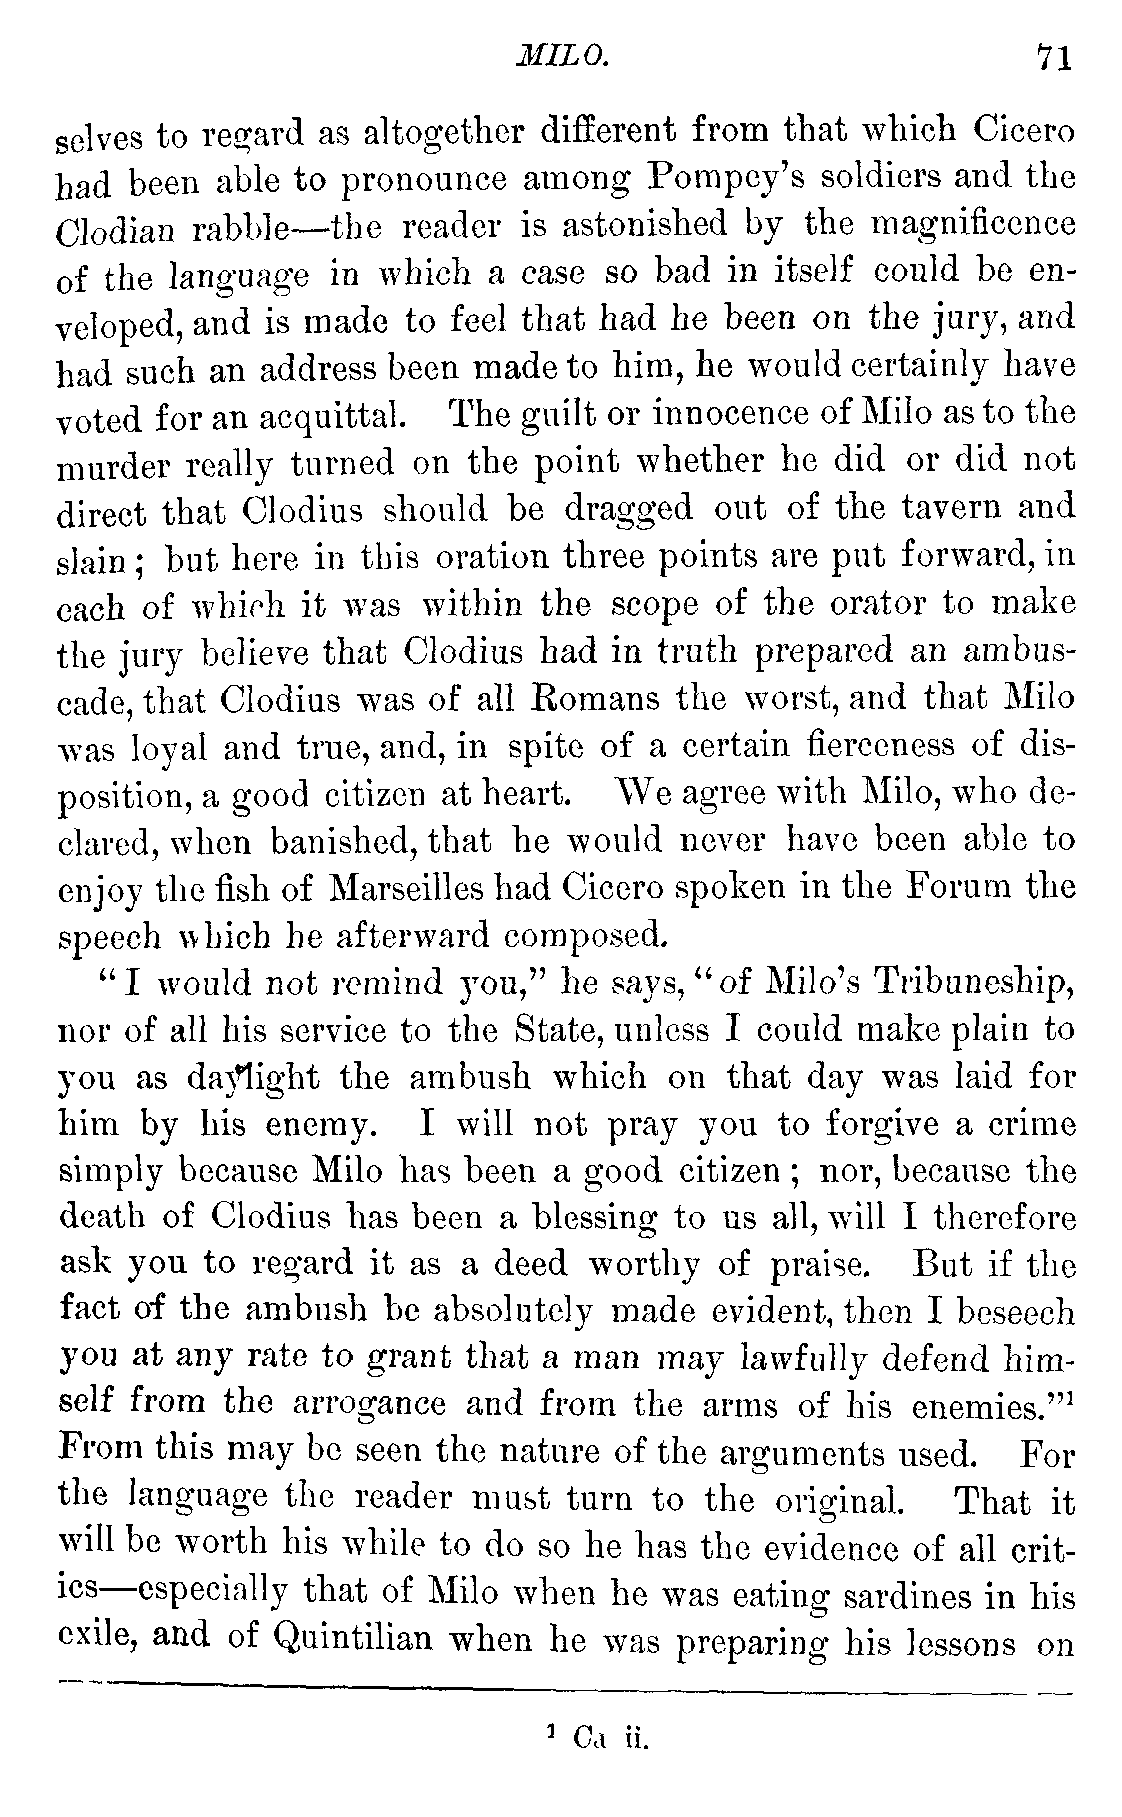 MILO. 71
selves to regard as altogether different from that which Cicero
had been able to pronounce among Pompey's soldiers and the
Clodian rabble—the reader is astonished by the magnificence
of the language in which a case so bad in itself could be en-
veloped, and is made to feel that had he been on the jury, and
had such an address been made to him, he would certainly have
voted for an acquittal. The guilt or innocence of Milo as to the
murder really turned on the point whether he did or did not
direct that Clodius should be dragged out of the tavern and
slain; but here in this oration three points are put forward, in
each of which it was within the scope of the orator to make
the jury believe that Clodius had in truth prepared an ambus-
cade, that Clodius was of all Romans the worst, and that Milo
was loyal and true, and, in spite of a certain fierceness of dis-
position, a good citizen at heart. We agree with Milo, who de-
clared, when banished, that he would never have been able to
enjoy the fish of Marseilles had Cicero spoken in the Forum the
speech which he afterward composed.
"I would not remind you," he says, "of Milo's Tribuneship,
nor of all his service to the State, unless I could make plain to
you as daylight the ambush which on that day was laid for
him by his enemy. I will not pray you to forgive a crime
simply because Milo has been a good citizen; nor, because the
death of Clodius has been a blessing to us all, will I therefore
ask you to regard it as a deed worthy of praise. But if the
fact of the ambush be absolutely made evident, then I beseech
you at any rate to grant that a man may lawfully defend him-
self from the arrogance and from the arms of his enemies."¹
From this may be seen the nature of the arguments used. For
the language the reader must turn to the original. That it
will be worth his while to do so he has the evidence of all crit-
ics—especially that of Milo when he was eating sardines in his
exile, and of Quintilian when he was preparing his lessons on
¹ Ca. ii.